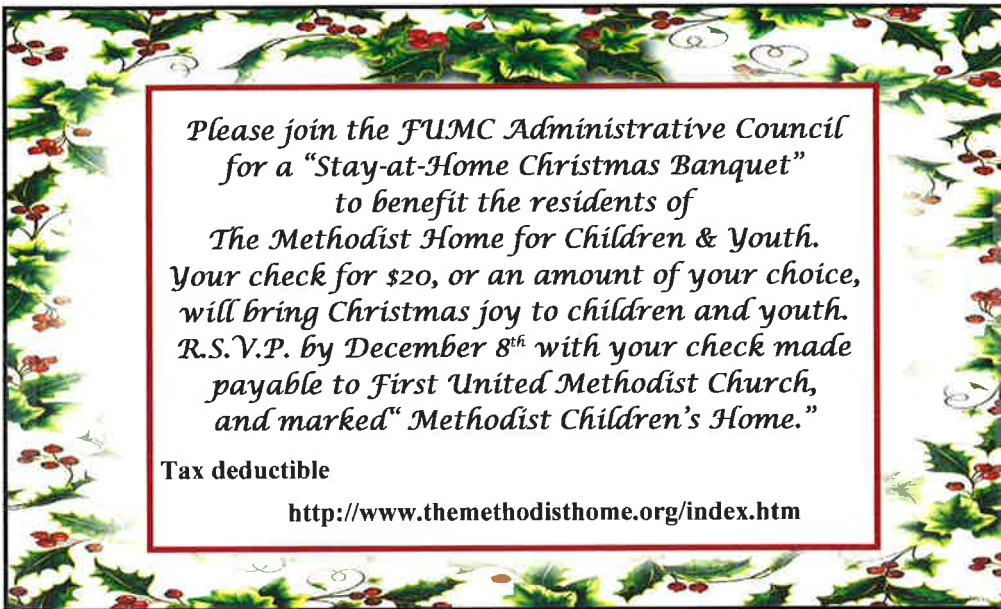 Please join the FUMC Administrative Council
for a “Stay-at-Home Christmas Banquet”
to benefit the residents of
The Methodist Home for Children & Youth.
Your check for $20, or an amount of your choice,
will bring Christmas joy to children and youth.
R.S.V.P. by December 8th with your check made
payable to First United Methodist Church,
and marked“ Methodist Children’s Home.”
Tax deductible
http://www.themethodisthome.org/index.htm